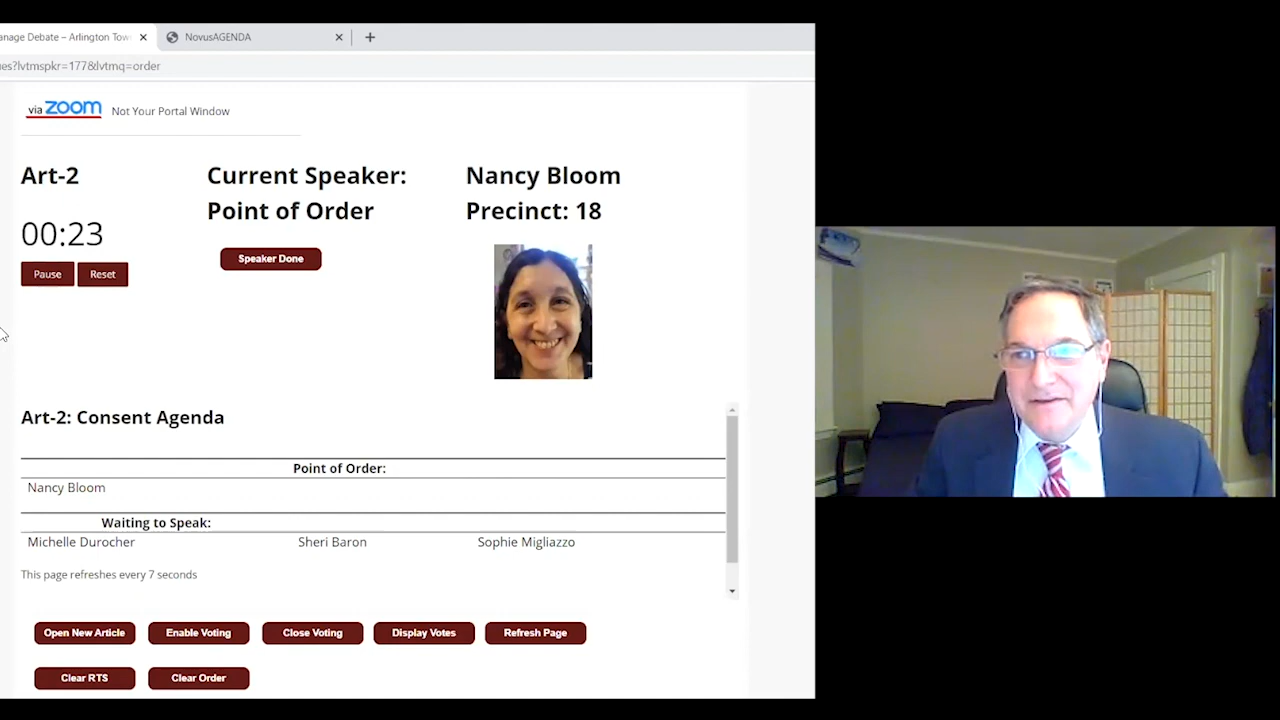 anage Debate – Arlington Tow
NovusAGENDA
es?lvtmspkr=177&lvtmq=order
via zoom Not Your Portal Window
Art-2
Current Speaker:
Nancy Bloom
Point of Order
Precinct: 18
00:23
Speaker Done
Pause
Reset
Art-2: Consent Agenda
Point of Order:
Nancy Bloom
Waiting to Speak:
Michelle Durocher Sheri Baron Sophie Migliazzo
This page refreshes every 7 seconds
Open New Article Enable Voting Close Voting Display Votes Refresh Page
Clear RTS Clear Order